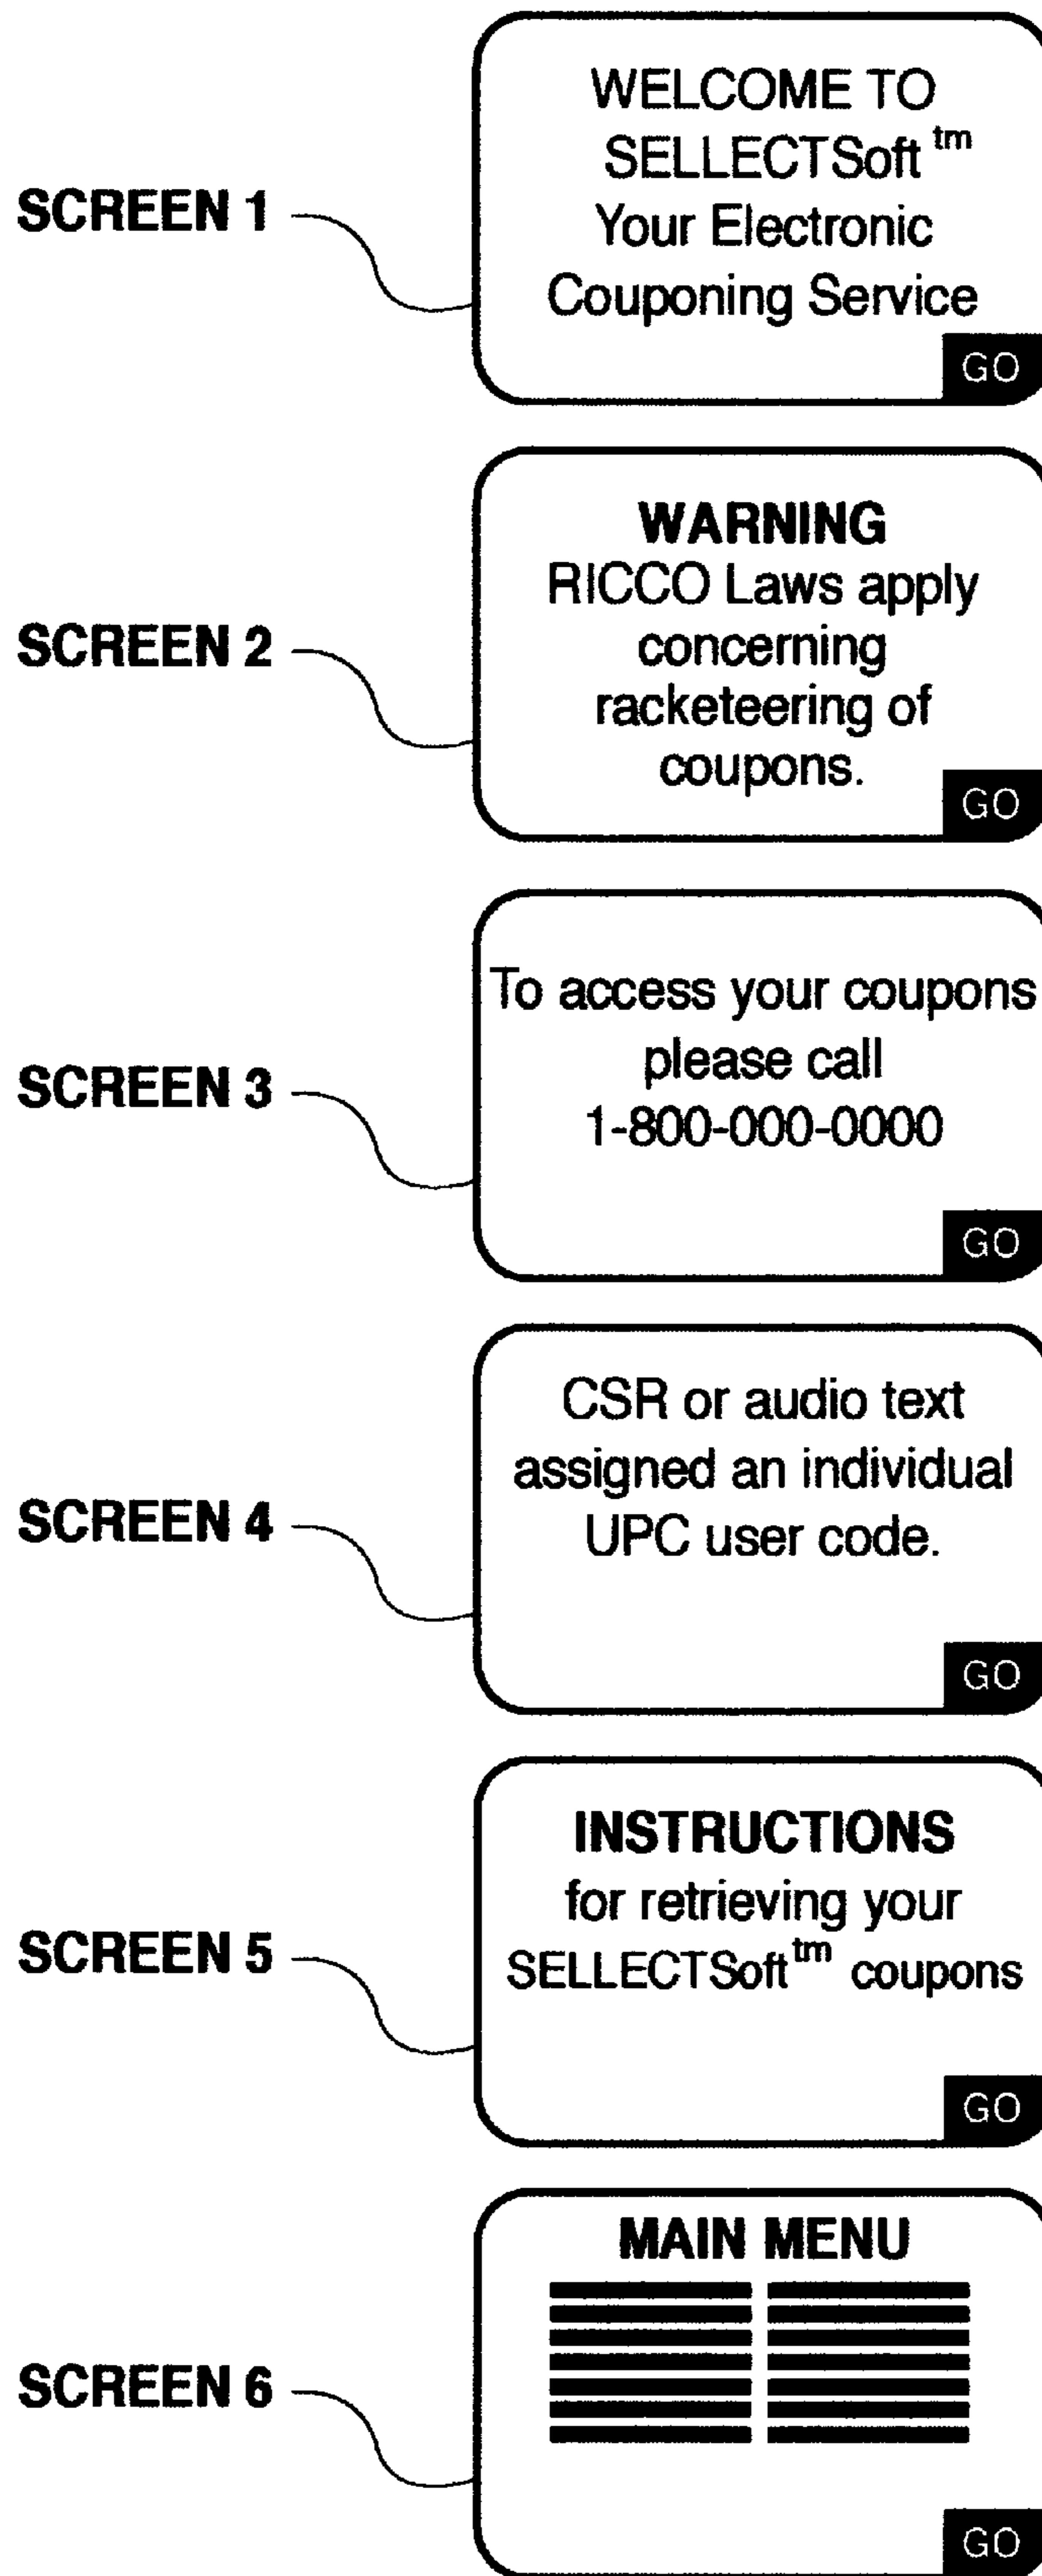 SCREEN 1
WELCOME TO
SELLECTSoft tm
Your Electronic
Couponing Service
GO
SCREEN 2
WARNING
RICCO Laws apply
concerning
racketeering of
coupons.
GO
SCREEN 3
To access your coupons
please call
1-800-000-0000
GO
SCREEN 4
CSR or audio text
assigned an individual
UPC user code.
GO
SCREEN 5
INSTRUCTIONS
for retrieving your
SELLECTSoft tm coupons
GO
SCREEN 6
MAIN MENU
GO